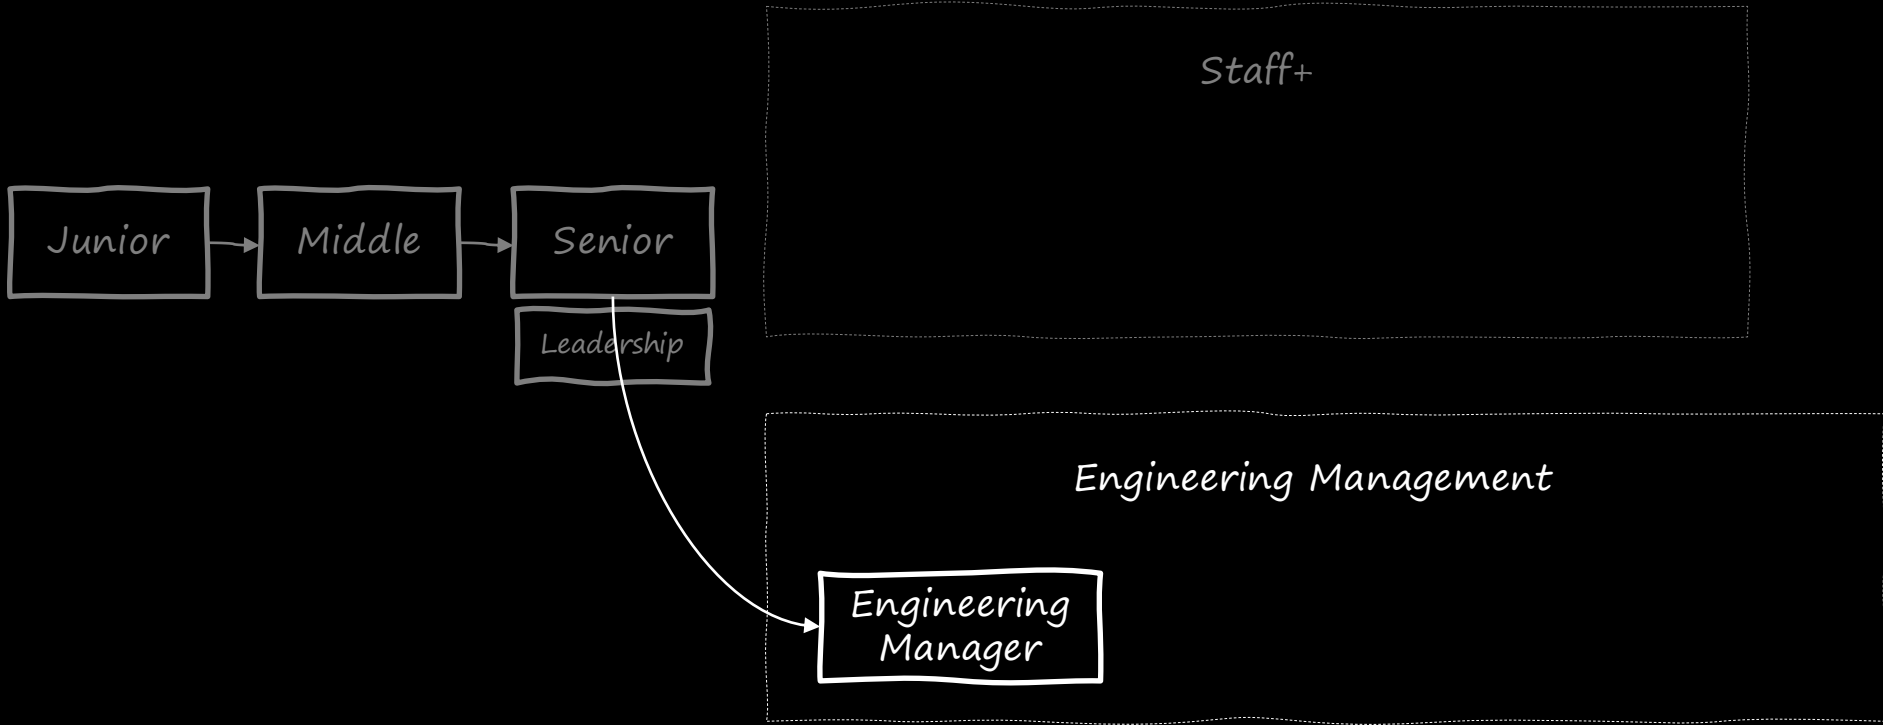 Staff+
Junior
Middle
Senior
Leadership
Engineering Management
Engineering
Manager